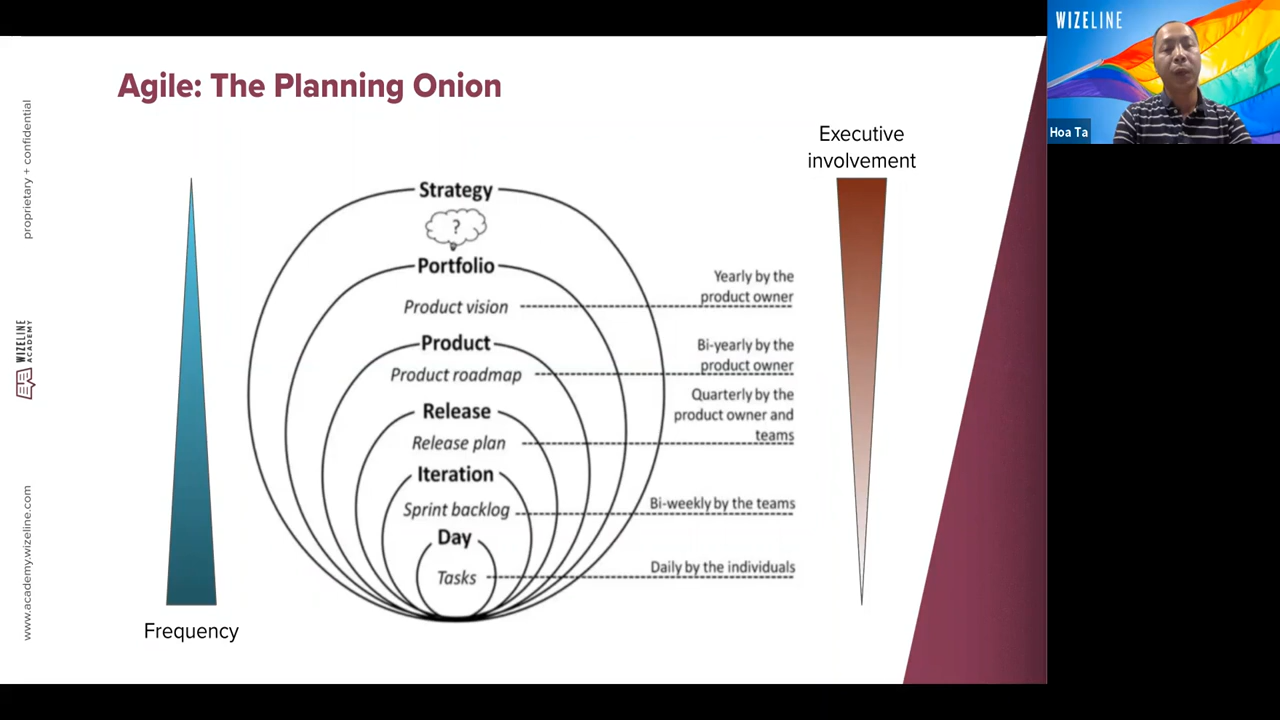 Agile: The Planning Onion
proprietary + confidential
WIZELINE
ACADEMY
www.academy.wizeline.com
Frequency
Executive
involvement
Strategy
?
Portfolio
Product vision
Yearly by the
product owner
Product
Product roadmap
Bi-yearly by the
product owner
Release
Release plan
Quarterly by the
product owner and
teams
Iteration
Sprint backlog
Bi-weekly by the teams
Day
Tasks
Daily by the individuals
WIZELINE
Hoa Ta